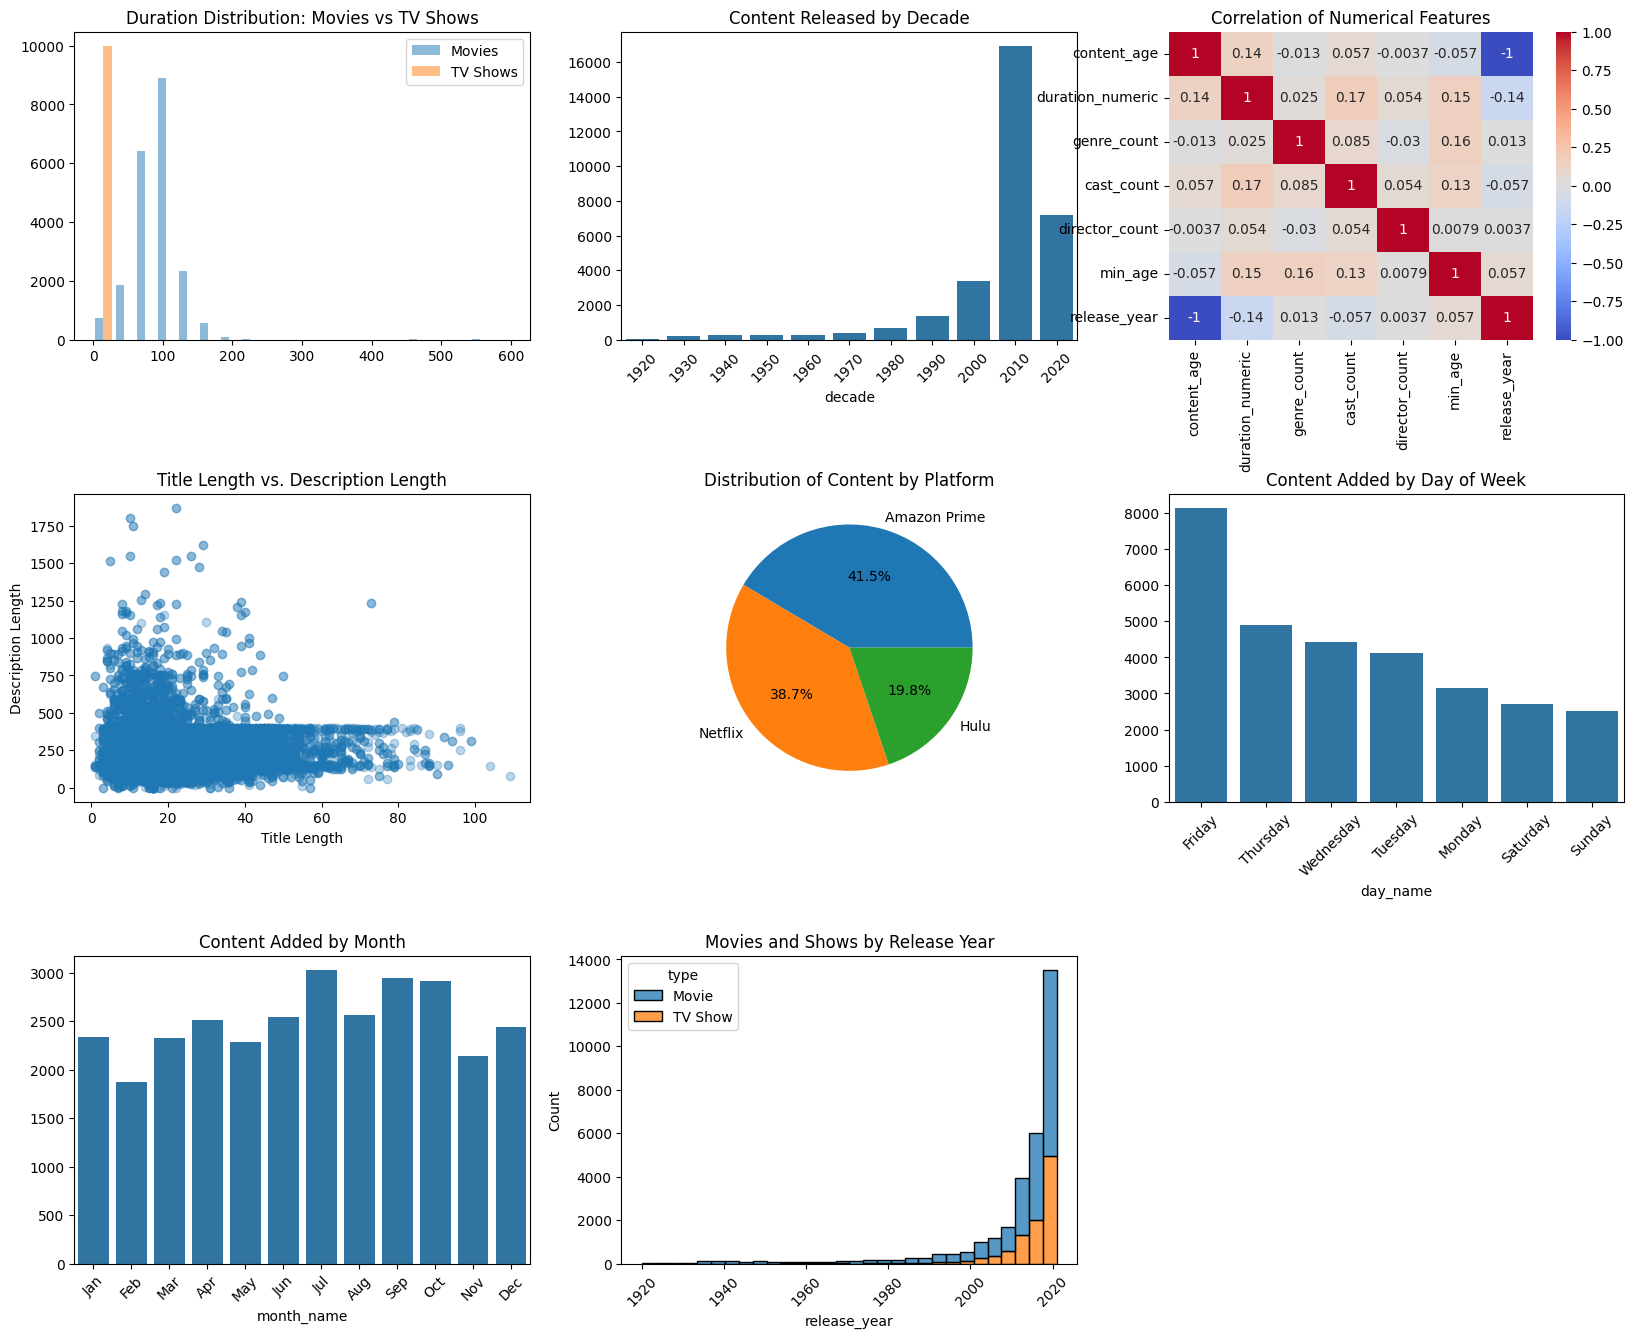 Duration Distribution: Movies vs TV Shows
10000
8000
6000
4000
2000
0
0 100 200 300 400 500 600
Movies
TV Shows
Content Released by Decade
16000
14000
12000
10000
8000
6000
4000
2000
0
1920 1930 1940 1950 1960 1970 1980 1990 2000 2010 2020
decade
Correlation of Numerical Features
content_age 1 0.14 -0.013 0.057 -0.0037 -0.057 -1
duration_numeric 0.14 1 0.025 0.17 0.054 0.15 -0.14
genre_count -0.013 0.025 1 0.085 -0.03 0.16 0.013
cast_count 0.057 0.17 0.085 1 0.054 0.13 -0.057
director_count -0.0037 0.054 -0.03 0.054 1 0.0079 0.0037
min_age -0.057 0.15 0.16 0.13 0.0079 1 0.057
release_year -1 -0.14 0.013 -0.057 0.0037 0.057 1
content_age duration_numeric genre_count cast_count director_count min_age release_year
1.00
0.75
0.50
0.25
0.00
−0.25
−0.50
−0.75
−1.00
Title Length vs. Description Length
Description Length
1750
1500
1250
1000
750
500
250
0
0 20 40 60 80 100
Title Length
Distribution of Content by Platform
Amazon Prime
41.5%
38.7%
Netflix
19.8%
Hulu
Content Added by Day of Week
8000
7000
6000
5000
4000
3000
2000
1000
0
Friday Thursday Wednesday Tuesday Monday Saturday Sunday
day_name
Content Added by Month
3000
2500
2000
1500
1000
500
0
Jan Feb Mar Apr May Jun Jul Aug Sep Oct Nov Dec
month_name
Movies and Shows by Release Year
Count
14000
12000
10000
8000
6000
4000
2000
0
type
Movie
TV Show
1920 1940 1960 1980 2000 2020
release_year